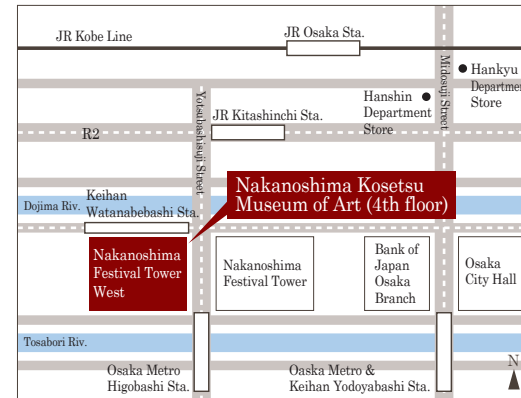 JR Kobe Line
JR Osaka Sta.
Midosuji Street
Hankyu
Department
Store
Hanshin
Department
Store
Yotsubashisuji Street
JR Kitashinchi Sta.
R2
Nakanoshima Kosetsu
Museum of Art (4th floor)
Keihan
Watanabebashi Sta.
Dojima Riv.
Nakanoshima
Festival Tower
West
Nakanoshima
Festival Tower
Bank of
Japan
Osaka
Branch
Osaka
City Hall
Tosabori Riv.
Osaka Metro
Higobashi Sta.
Oaska Metro &
Keihan Yodoyabashi Sta.
N